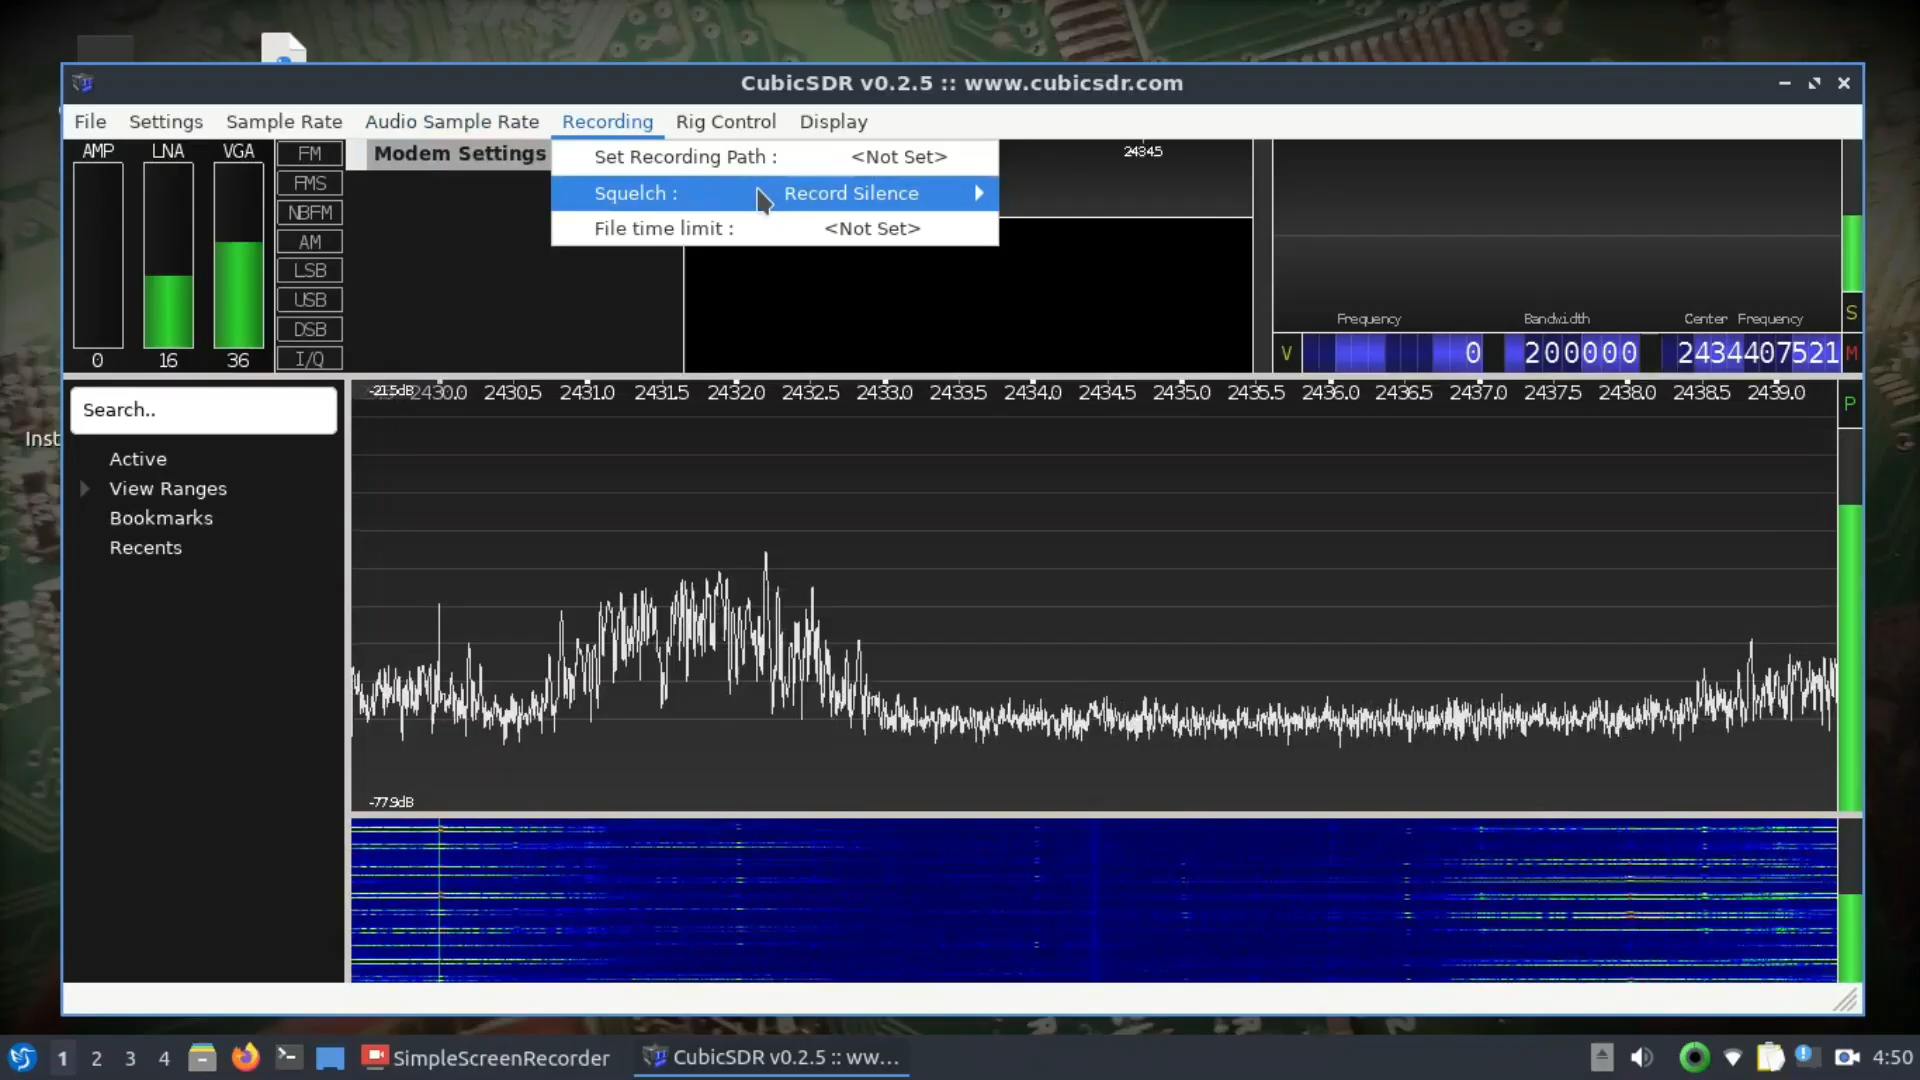 CubicSDR v0.2.5 :: www.cubicsdr.com
File Settings Sample Rate Audio Sample Rate Recording Rig Control Display
AMP LNA VGA
0 16 36
FM
FMS
NBFM
AM
LSB
USB
DSB
I/Q
Modem Settings
Set Recording Path : <Not Set>
Squelch : Record Silence
File time limit : <Not Set>
2434.5
Frequency Bandwidth Center Frequency
V 0 200000 2434407521 M
S
P
Inst
Search..
Active
View Ranges
Bookmarks
Recents
-21.5dB 2430.0 2430.5 2431.0 2431.5 2432.0 2432.5 2433.0 2433.5 2434.0 2434.5 2435.0 2435.5 2436.0 2436.5 2437.0 2437.5 2438.0 2438.5 2439.0
-77.9dB
1 2 3 4 SimpleScreenRecorder CubicSDR v0.2.5 :: ww... 4:50